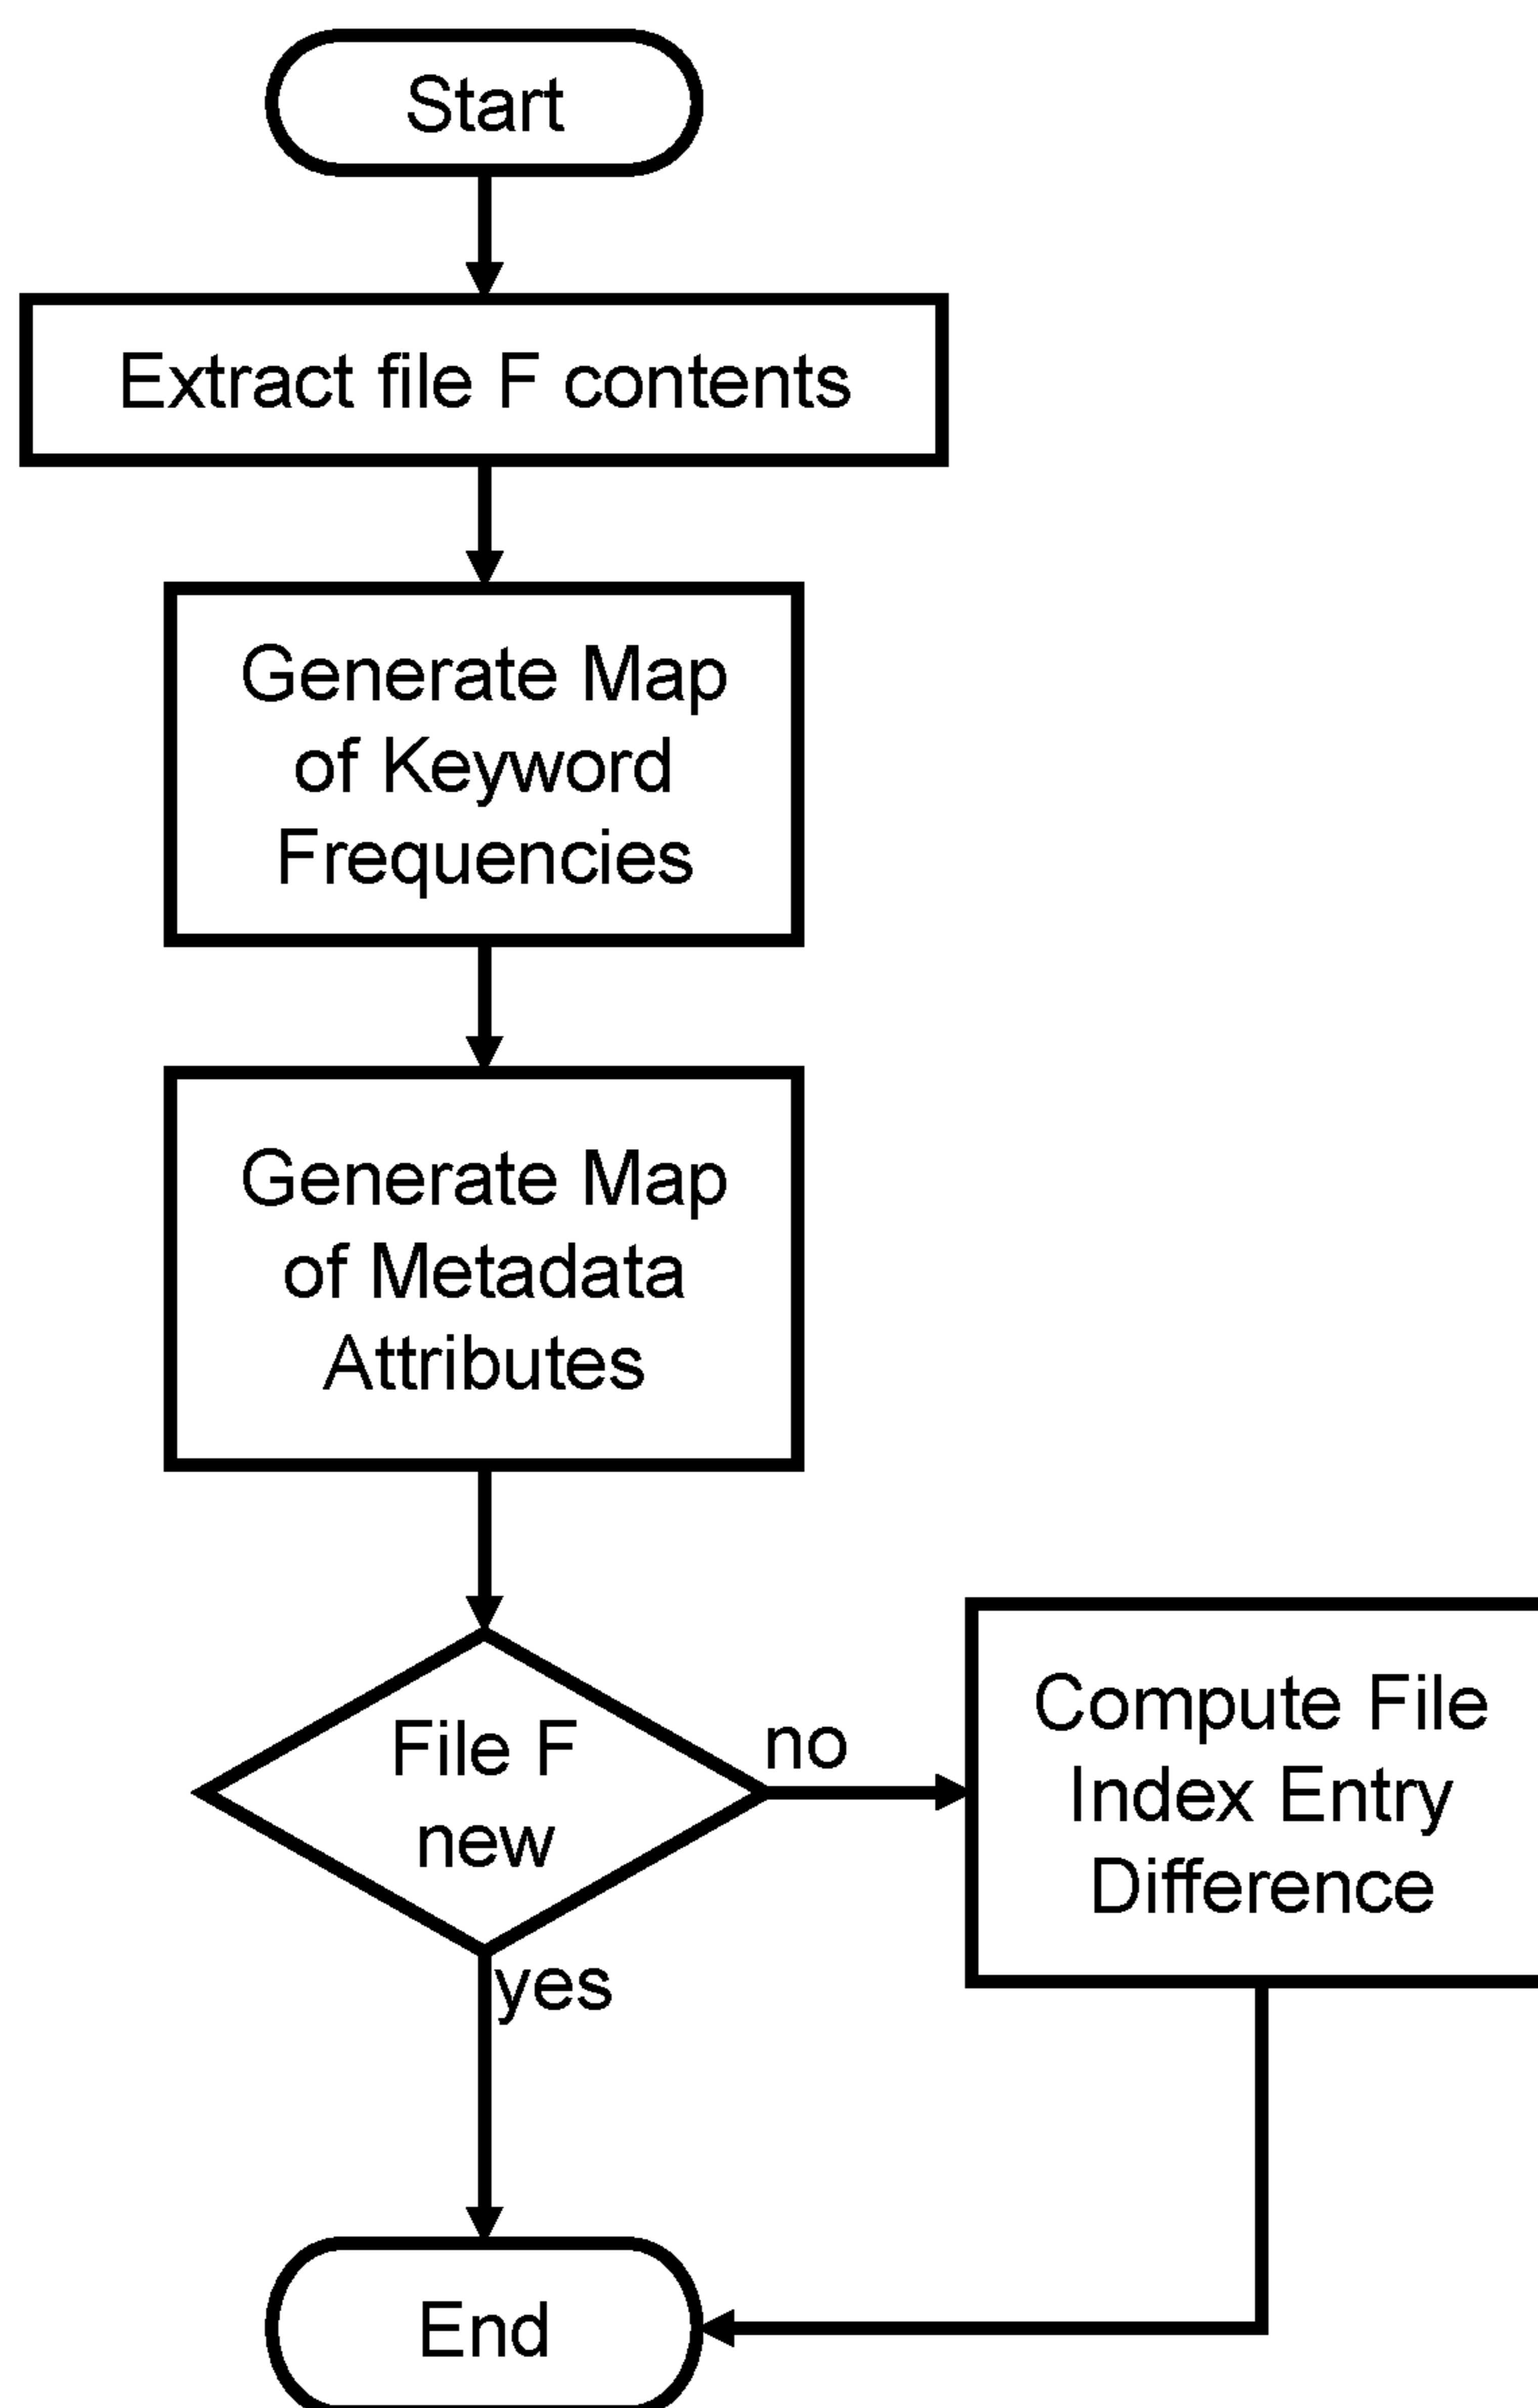 Start
Extract file F contents
Generate Map
of Keyword
Frequencies
Generate Map
of Metadata
Attributes
File F
new
no
Compute File
Index Entry
Difference
yes
End